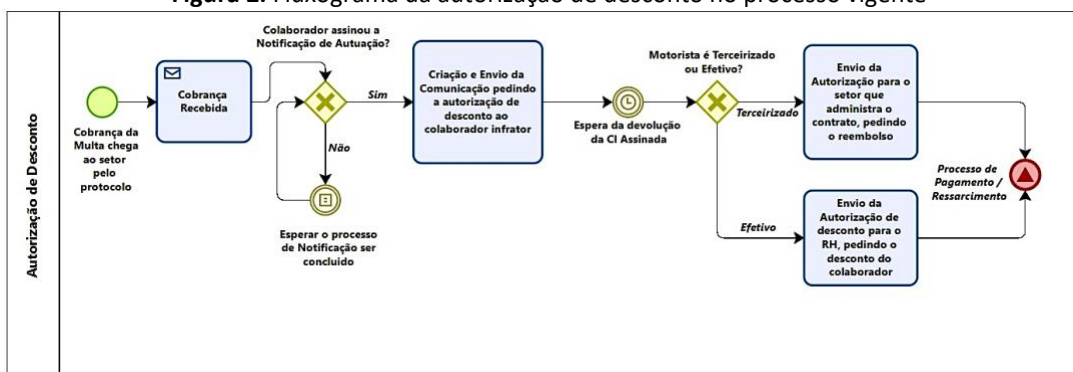 Figura 2. Fluxograma da autorização de desconto no processo vigente
Autorização de Desconto
Cobrança da
Multa chega
ao setor
pelo
protocolo
Cobrança
Recebida
Colaborador assinou a
Notificação de Autuação?
Sim
Não
Esperar o processo
de Notificação ser
concluido
Criação e Envio da
Comunicação pedindo
a autorização de
desconto ao
colaborador infrator
Espera da devolução
da CI Assinada
Motorista é Terceirizado
ou Efetivo?
Terceirizado
Envio da
Autorização para o
setor que
administra o
contrato, pedindo
o reembolso
Efetivo
Envio da
Autorização de
desconto para o
RH, pedindo o
desconto do
colaborador
Processo de
Pagamento /
Ressarcimento